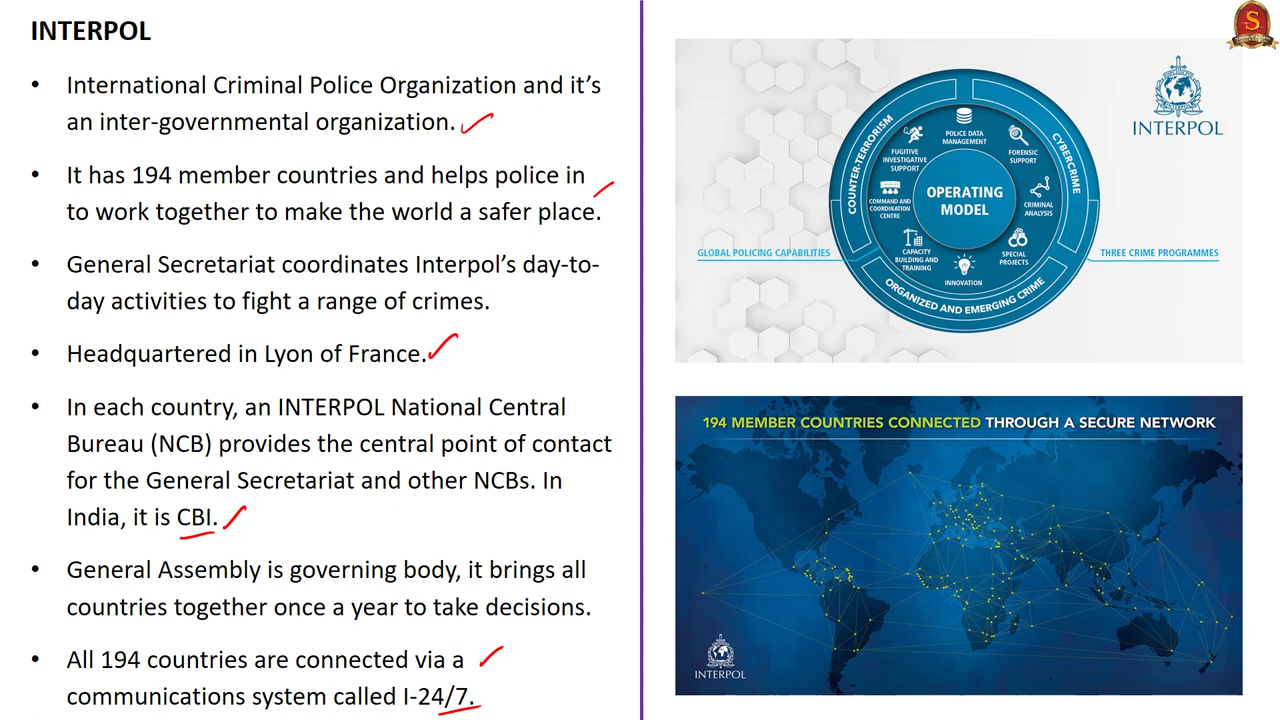 INTERPOL
• International Criminal Police Organization and it’s
an inter-governmental organization.
• It has 194 member countries and helps police in
to work together to make the world a safer place.
• General Secretariat coordinates Interpol’s day-to-
day activities to fight a range of crimes.
• Headquartered in Lyon of France.
• In each country, an INTERPOL National Central
Bureau (NCB) provides the central point of contact
for the General Secretariat and other NCBs. In
India, it is CBI.
• General Assembly is governing body, it brings all
countries together once a year to take decisions.
• All 194 countries are connected via a
communications system called I-24/7.
S
INTERPOL
COUNTER-TERRORISM
CYBERCRIME
ORGANIZED AND EMERGING CRIME
POLICE DATA
MANAGEMENT
FUGITIVE
INVESTIGATIVE
SUPPORT
FORENSIC
SUPPORT
COMMAND AND
COORDINATION
CENTRE
OPERATING
MODEL
CRIMINAL
ANALYSIS
CAPACITY
BUILDING AND
TRAINING
SPECIAL
PROJECTS
INNOVATION
GLOBAL POLICING CAPABILITIES
THREE CRIME PROGRAMMES
194 MEMBER COUNTRIES CONNECTED THROUGH A SECURE NETWORK
INTERPOL